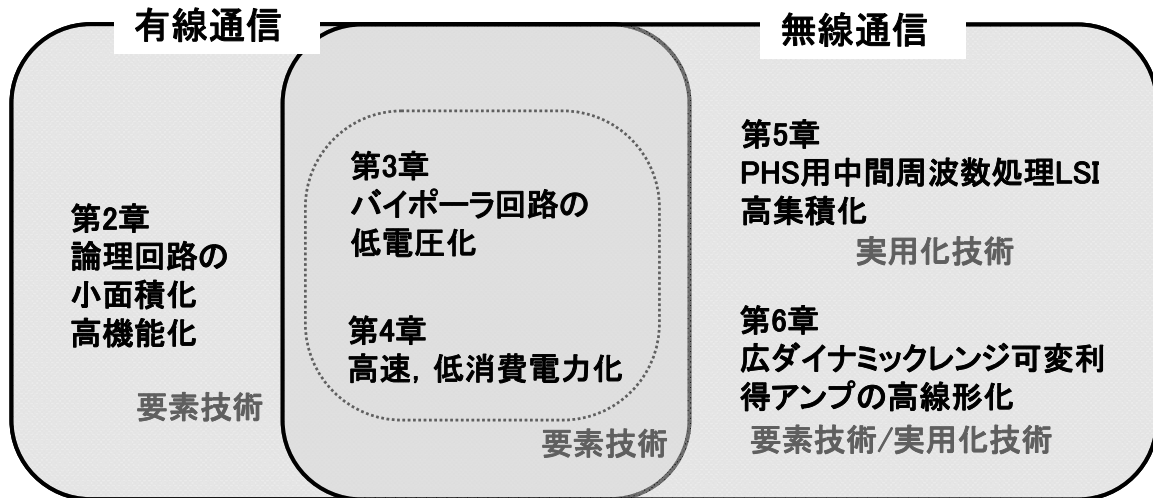 有線通信
無線通信
第2章
論理回路の
小面積化
高機能化
要素技術
第3章
バイポーラ回路の
低電圧化
第4章
高速, 低消費電力化
要素技術
第5章
PHS用中間周波数処理LSI
高集積化
実用化技術
第6章
広ダイナミックレンジ可変利
得アンプの高線形化
要素技術/実用化技術